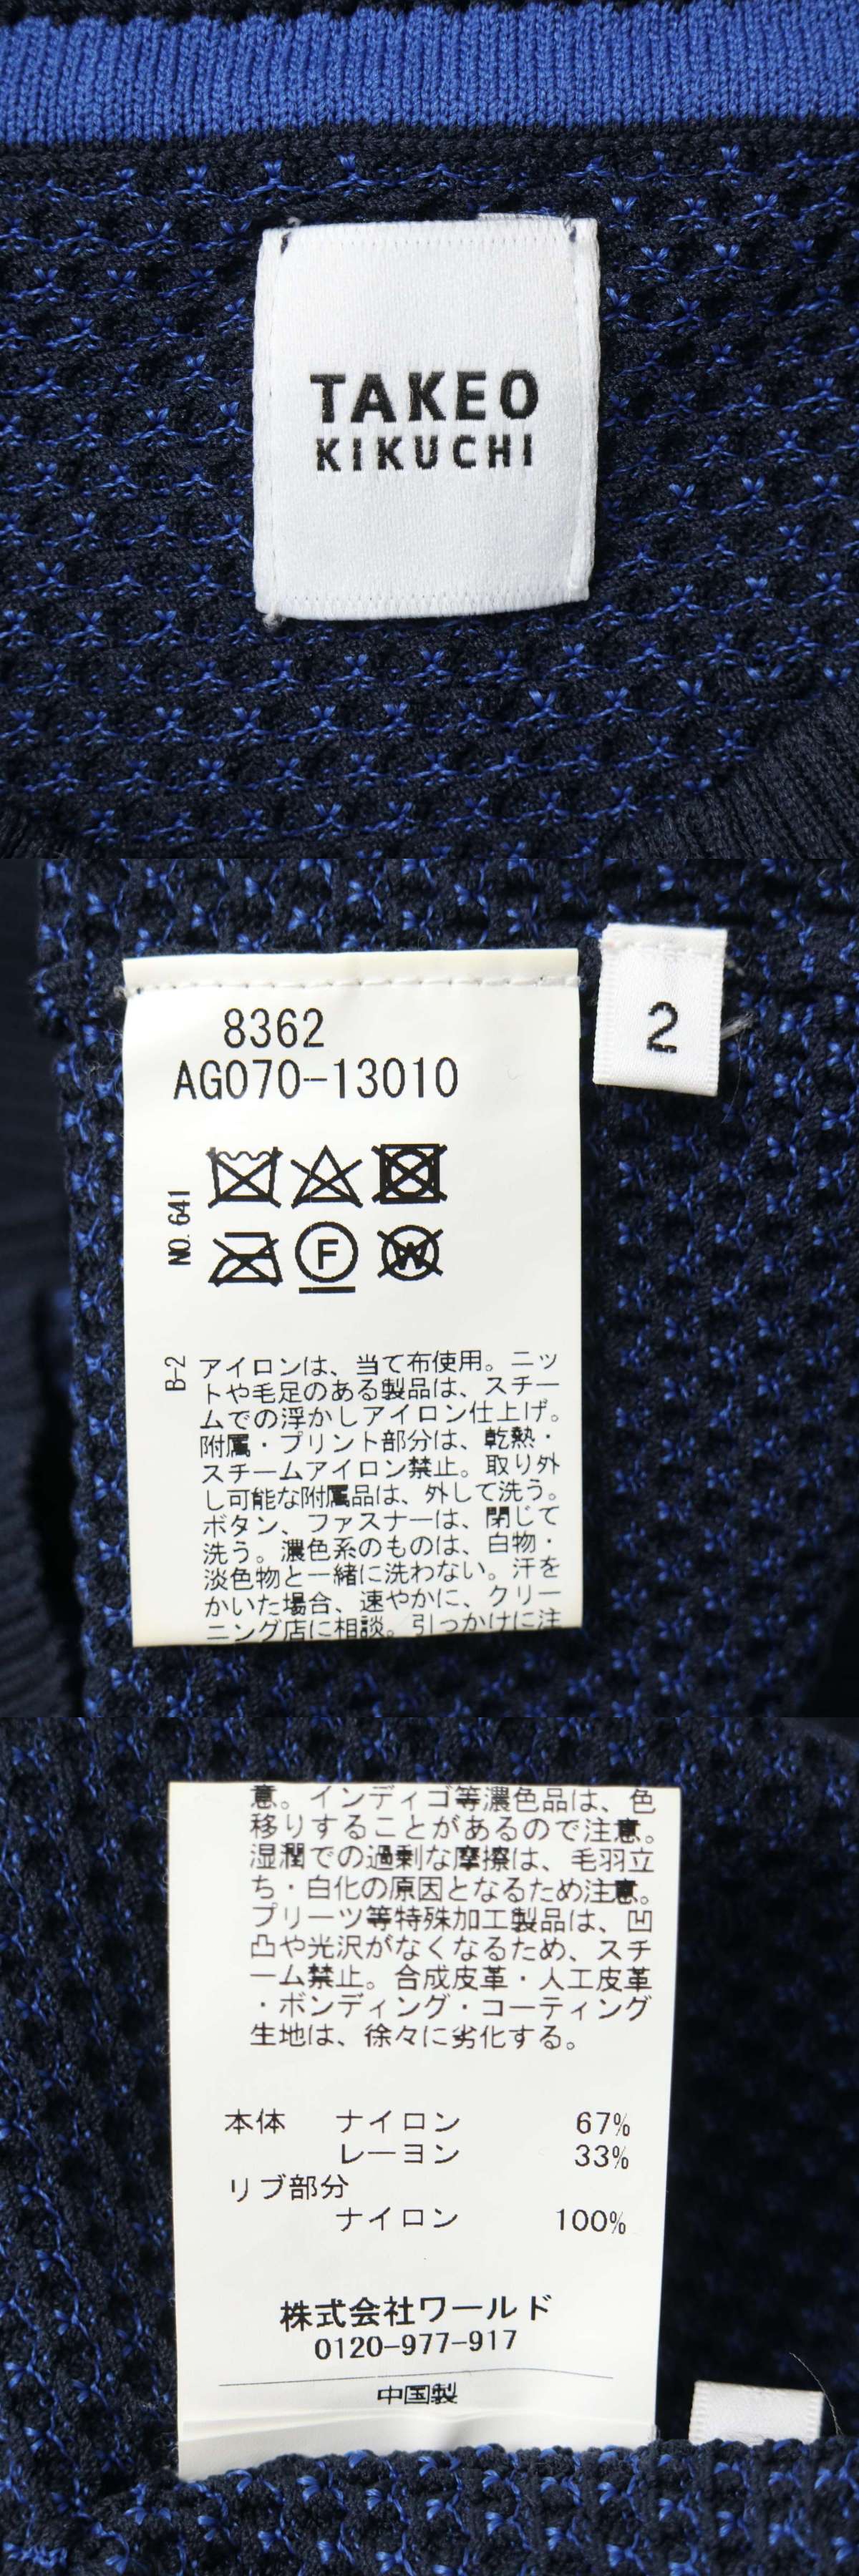 TAKEO
KIKUCHI
2
8362
AG070-13010
NO.641
F
W
B-2
アイロンは、当て布使用。ニッ
トや毛足のある製品は、スチー
ムでの浮かしアイロン仕上げ。
附属・プリント部分は、乾熱・
スチームアイロン禁止。取り外
し可能な附属品は、外して洗う。
ボタン、ファスナーは、閉じて
洗う。濃色系のものは、白物・
淡色物と一緒に洗わない。汗を
かいた場合、速やかに、クリー
ニング店に相談。引っかけに注
意。インディゴ等濃色品は、色
移りすることがあるので注意。
湿潤での過剰な摩擦は、毛羽立
ち・白化の原因となるため注意。
プリーツ等特殊加工製品は、凹
凸や光沢がなくなるため、スチ
ーム禁止。合成皮革・人工皮革
・ボンディング・コーティング
生地は、徐々に劣化する。
本体 ナイロン 67%
レーヨン 33%
リブ部分
ナイロン 100%
株式会社ワールド
0120-977-917
中国製